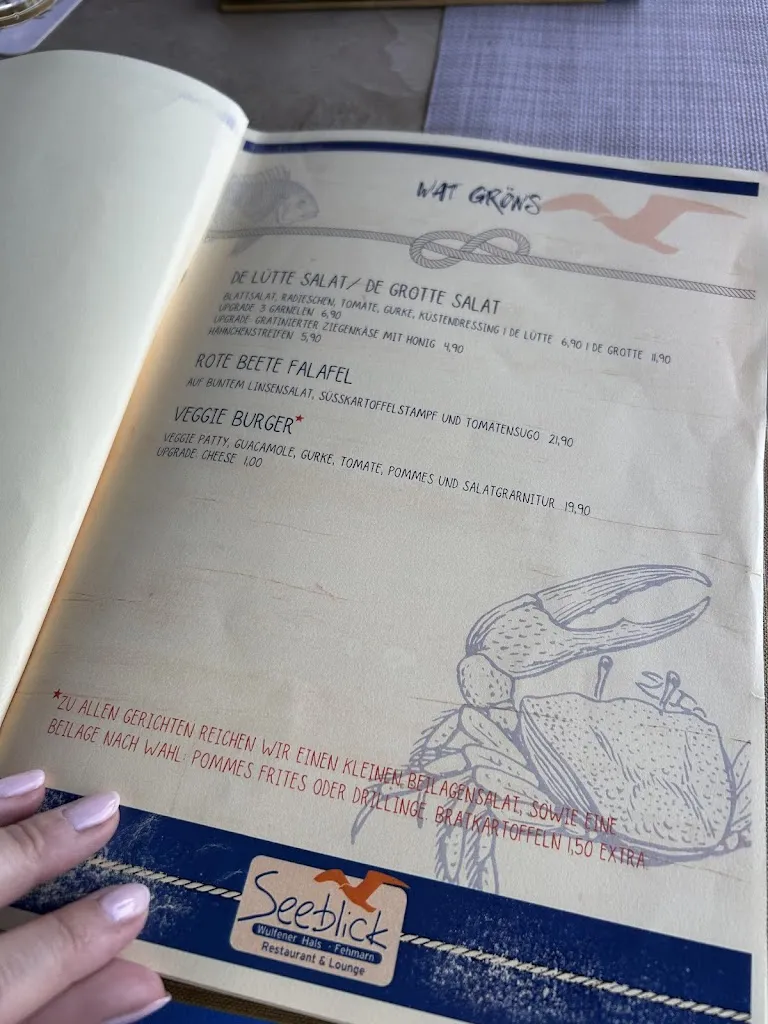 WAT GRÖNS
DE LÜTTE SALAT/ DE GROTTE SALAT
BLATTSALAT, RADIESCHEN, TOMATE, GURKE, KÜSTENDRESSING | DE LÜTTE 6,90 | DE GROTTE 11,90
UPGRADE 3 GARNELEN 6,90
UPGRADE GRATINIERTER ZIEGENKÄSE MIT HONIG 4,90
HÄHNCHENSTREIFEN 5,90
ROTE BEETE FALAFEL
AUF BUNTEM LINSENSALAT, SÜSSKARTOFFELSTAMPF UND TOMATENSUGO 21,90
VEGGIE BURGER*
VEGGIE PATTY, GUACAMOLE, GURKE, TOMATE, POMMES UND SALATGRARNITUR 19,90
UPGRADE CHEESE 1,00
*ZU ALLEN GERICHTEN REICHEN WIR EINEN KLEINEN BEILAGENSALAT, SOWIE EINE
BEILAGE NACH WAHL: POMMES FRITES ODER DRILLINGE. BRATKARTOFFELN 1,50 EXTRA
Seeblick
Wulfener Hals - Fehmarn
Restaurant & Lounge